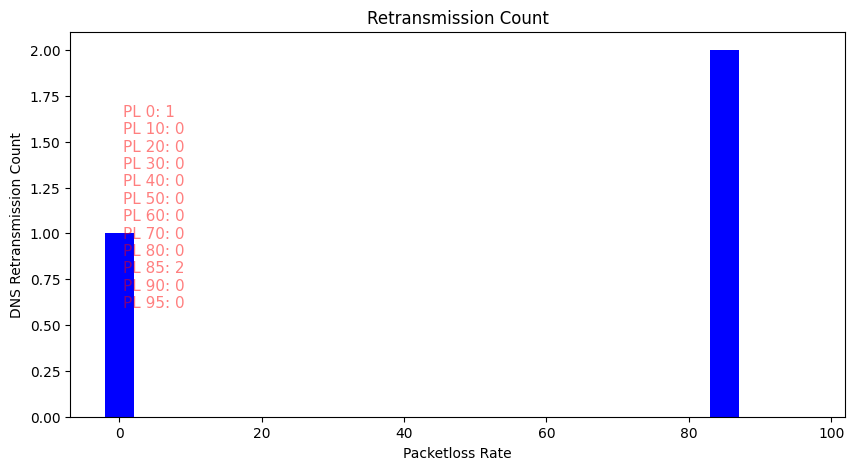 Retransmission Count
2.00
1.75
1.50
1.25
1.00
0.75
0.50
0.25
0.00
DNS Retransmission Count
PL 0: 1
PL 10: 0
PL 20: 0
PL 30: 0
PL 40: 0
PL 50: 0
PL 60: 0
PL 70: 0
PL 80: 0
PL 85: 2
PL 90: 0
PL 95: 0
0 20 40 60 80 100
Packetloss Rate